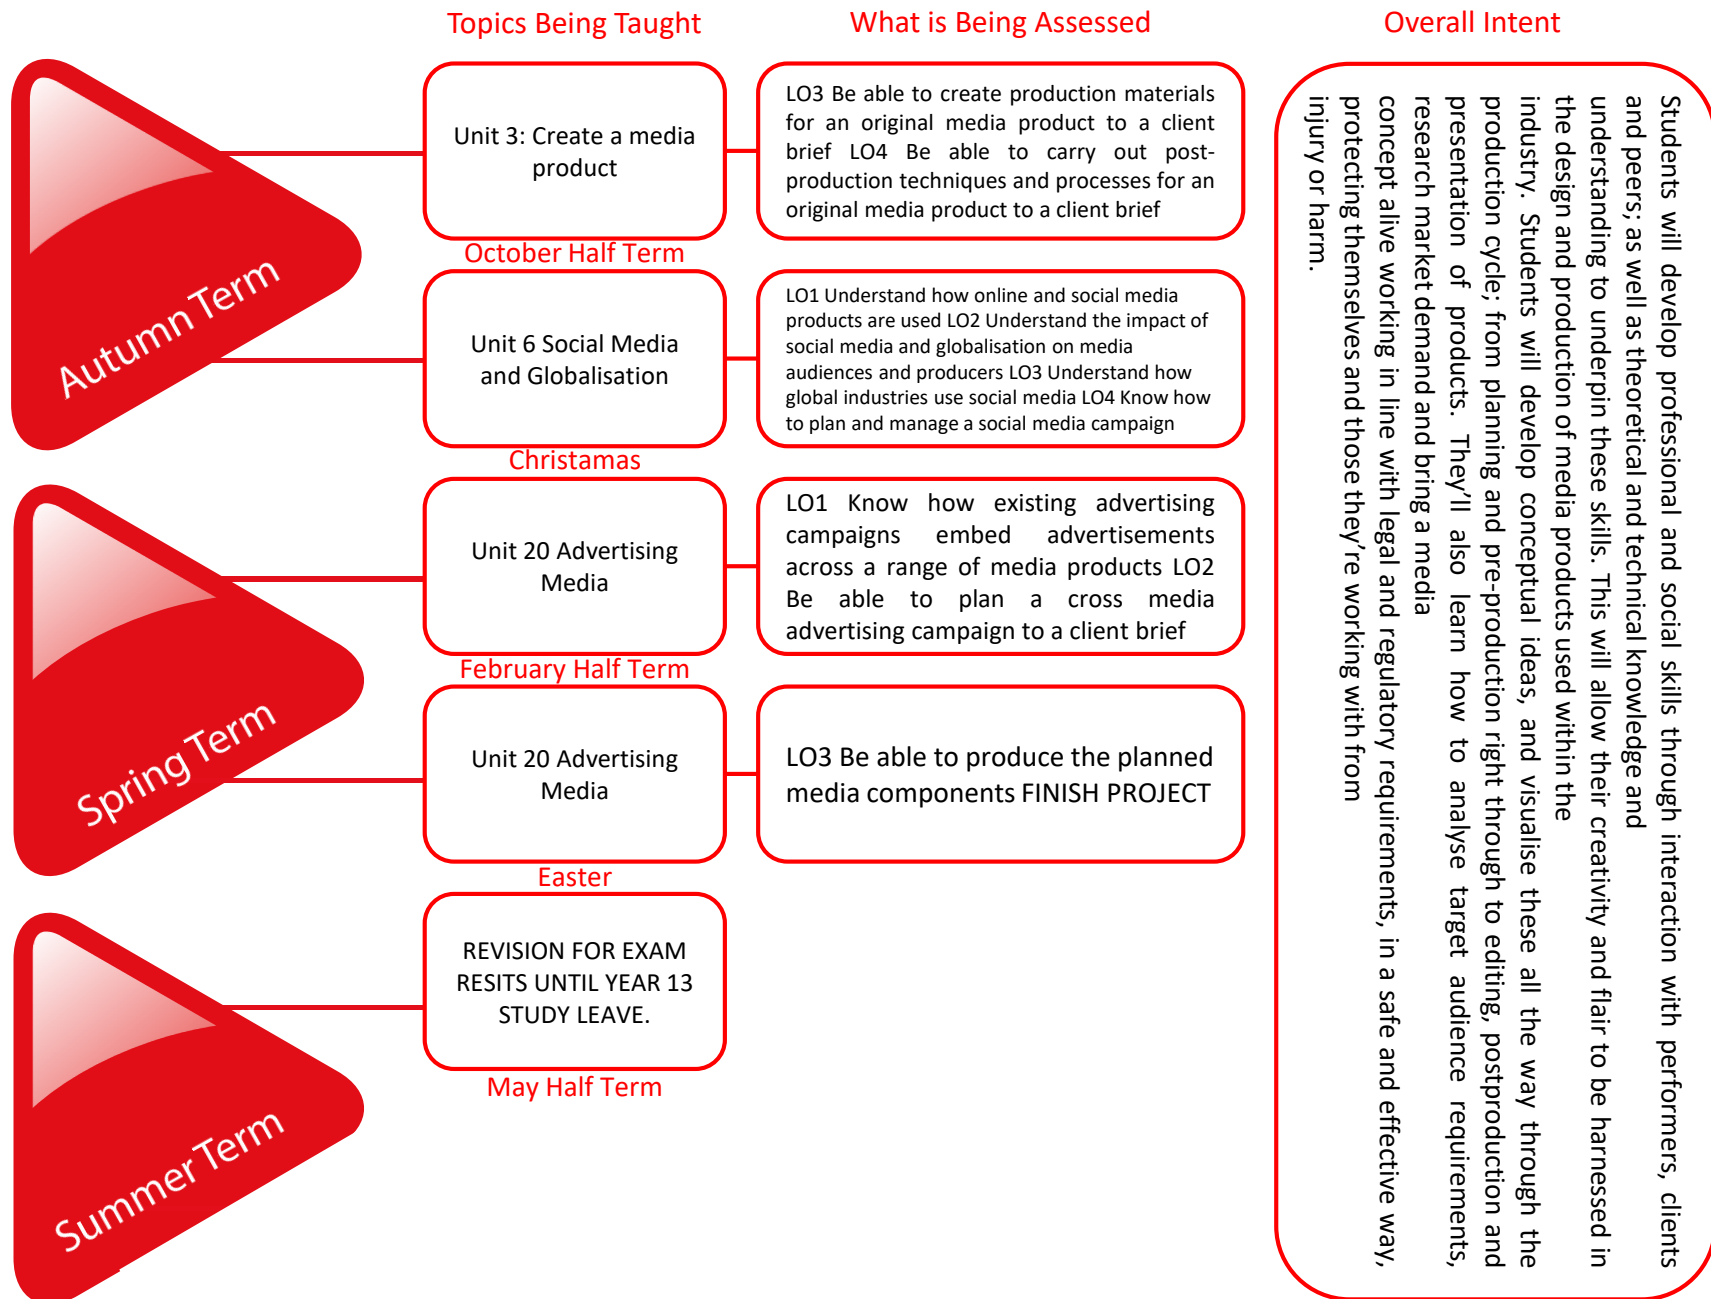 Topics Being Taught
What is Being Assessed
Overall Intent
Autumn Term
Unit 3: Create a media
product
LO3 Be able to create production materials
for an original media product to a client
brief LO4 Be able to carry out post-
production techniques and processes for an
original media product to a client brief
October Half Term
Unit 6 Social Media
and Globalisation
LO1 Understand how online and social media
products are used LO2 Understand the impact of
social media and globalisation on media
audiences and producers LO3 Understand how
global industries use social media LO4 Know how
to plan and manage a social media campaign
Christamas
Spring Term
Unit 20 Advertising
Media
LO1 Know how existing advertising
campaigns embed advertisements
across a range of media products LO2
Be able to plan a cross media
advertising campaign to a client brief
February Half Term
Unit 20 Advertising
Media
LO3 Be able to produce the planned
media components FINISH PROJECT
Easter
Summer Term
REVISION FOR EXAM
RESITS UNTIL YEAR 13
STUDY LEAVE.
May Half Term
Students will develop professional and social skills through interaction with performers, clients
and peers; as well as theoretical and technical knowledge and
understanding to underpin these skills. This will allow their creativity and flair to be harnessed in
the design and production of media products used within the
industry. Students will develop conceptual ideas, and visualise these all the way through the
production cycle; from planning and pre-production right through to editing, postproduction and
presentation of products. They’ll also learn how to analyse target audience requirements,
research market demand and bring a media
concept alive working in line with legal and regulatory requirements, in a safe and effective way,
protecting themselves and those they’re working with from
injury or harm.